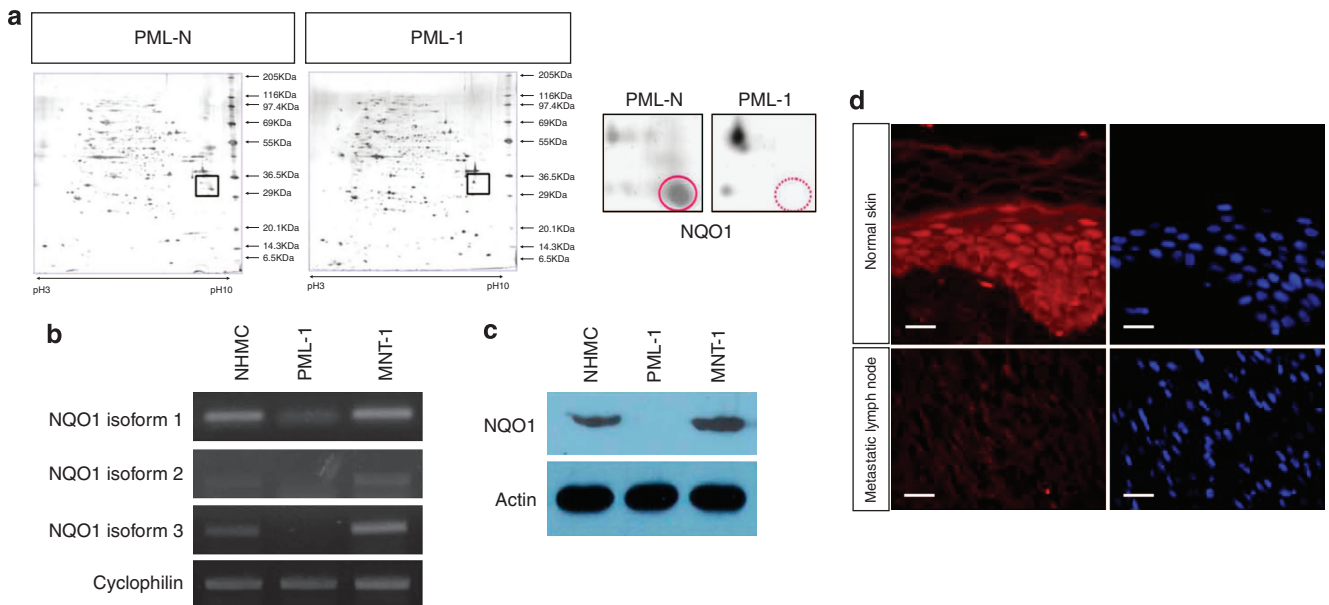 a
PML-N
PML-1
205KDa
116KDa
97.4KDa
69KDa
55KDa
36.5KDa
29KDa
20.1KDa
14.3KDa
6.5KDa
pH3
pH10
205KDa
116KDa
97.4KDa
69KDa
55KDa
36.5KDa
29KDa
20.1KDa
14.3KDa
6.5KDa
pH3
pH10
PML-N
PML-1
NQO1
b
NHMC
PML-1
MNT-1
NQO1 isoform 1
NQO1 isoform 2
NQO1 isoform 3
Cyclophilin
c
NHMC
PML-1
MNT-1
NQO1
Actin
d
Normal skin
Metastatic lymph node